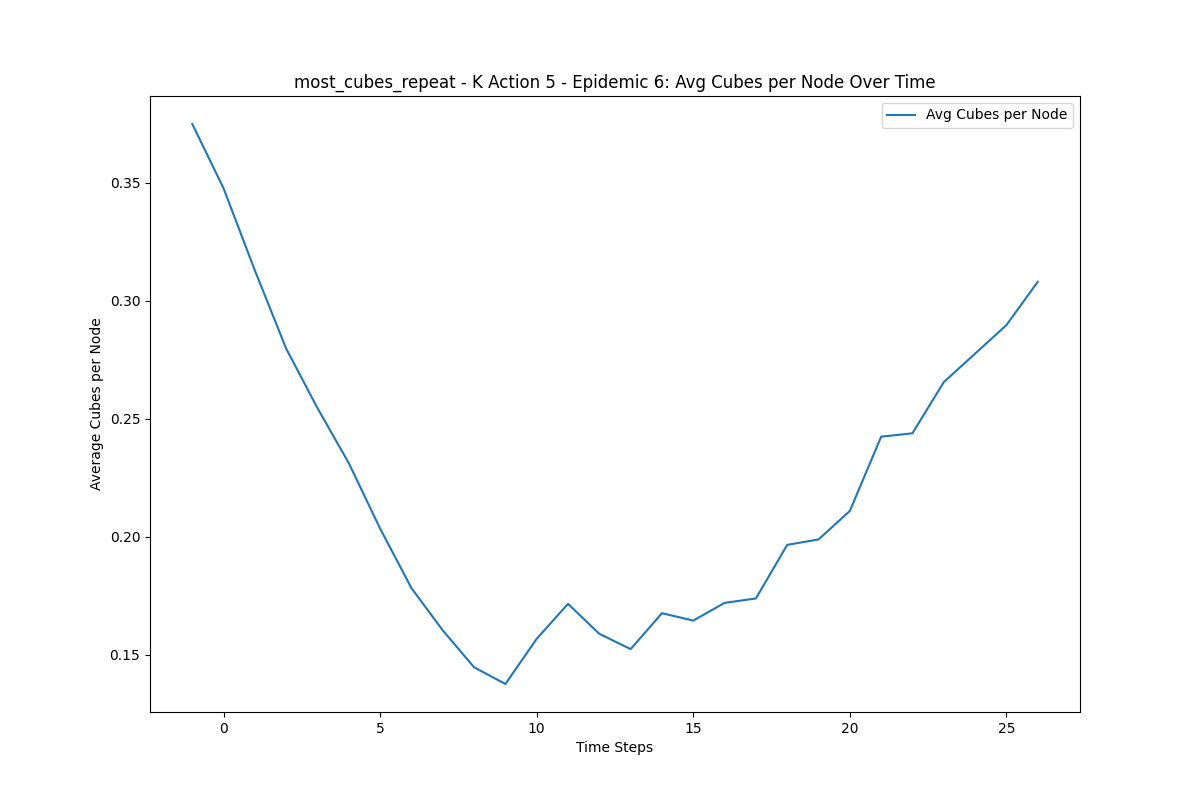 most_cubes_repeat - K Action 5 - Epidemic 6: Avg Cubes per Node Over Time
Avg Cubes per Node
Average Cubes per Node
0.35
0.30
0.25
0.20
0.15
0 5 10 15 20 25
Time Steps